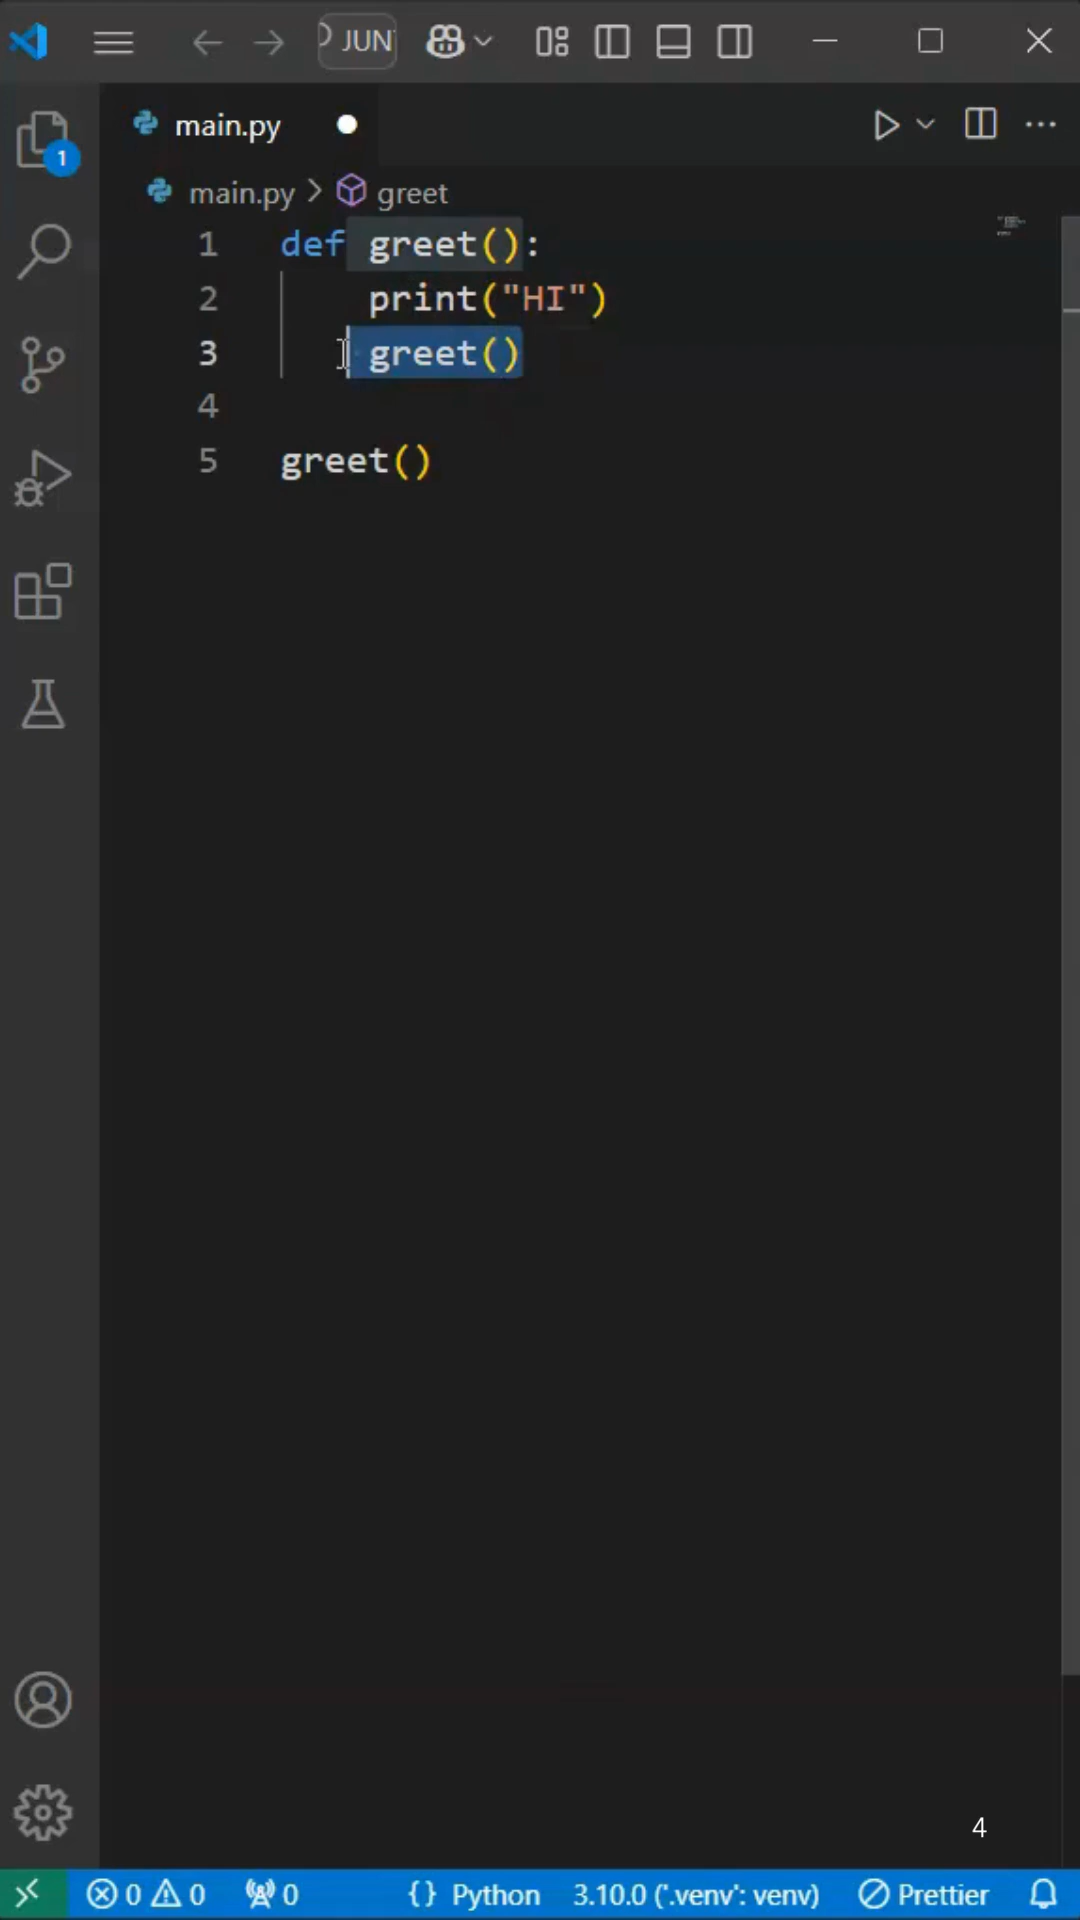 JUN
main.py
main.py > greet
1 def greet():
2 print("HI")
3 greet()
4
5 greet()
1
4
0 0 0 {} Python 3.10.0 ('.venv': venv) Prettier